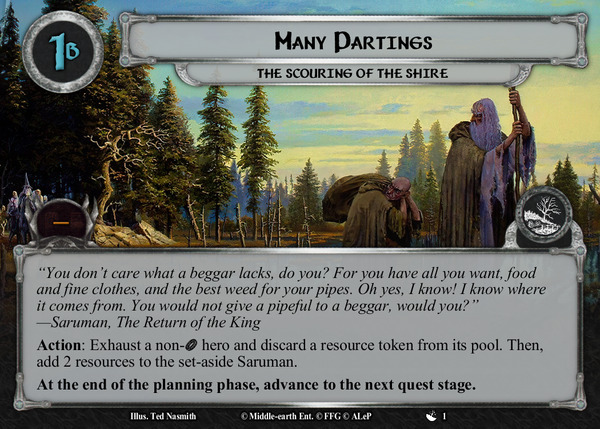 1B
MANY PARTINGS
THE SCOURING OF THE SHIRE
–
“You don’t care what a beggar lacks, do you? For you have all you want, food
and fine clothes, and the best weed for your pipes. Oh yes, I know! I know where
it comes from. You would not give a pipeful to a beggar, would you?”
—Saruman, The Return of the King
Action: Exhaust a non- hero and discard a resource token from its pool. Then,
add 2 resources to the set-aside Saruman.
At the end of the planning phase, advance to the next quest stage.
Illus. Ted Nasmith © Middle-earth Ent. © FFG © ALeP 1